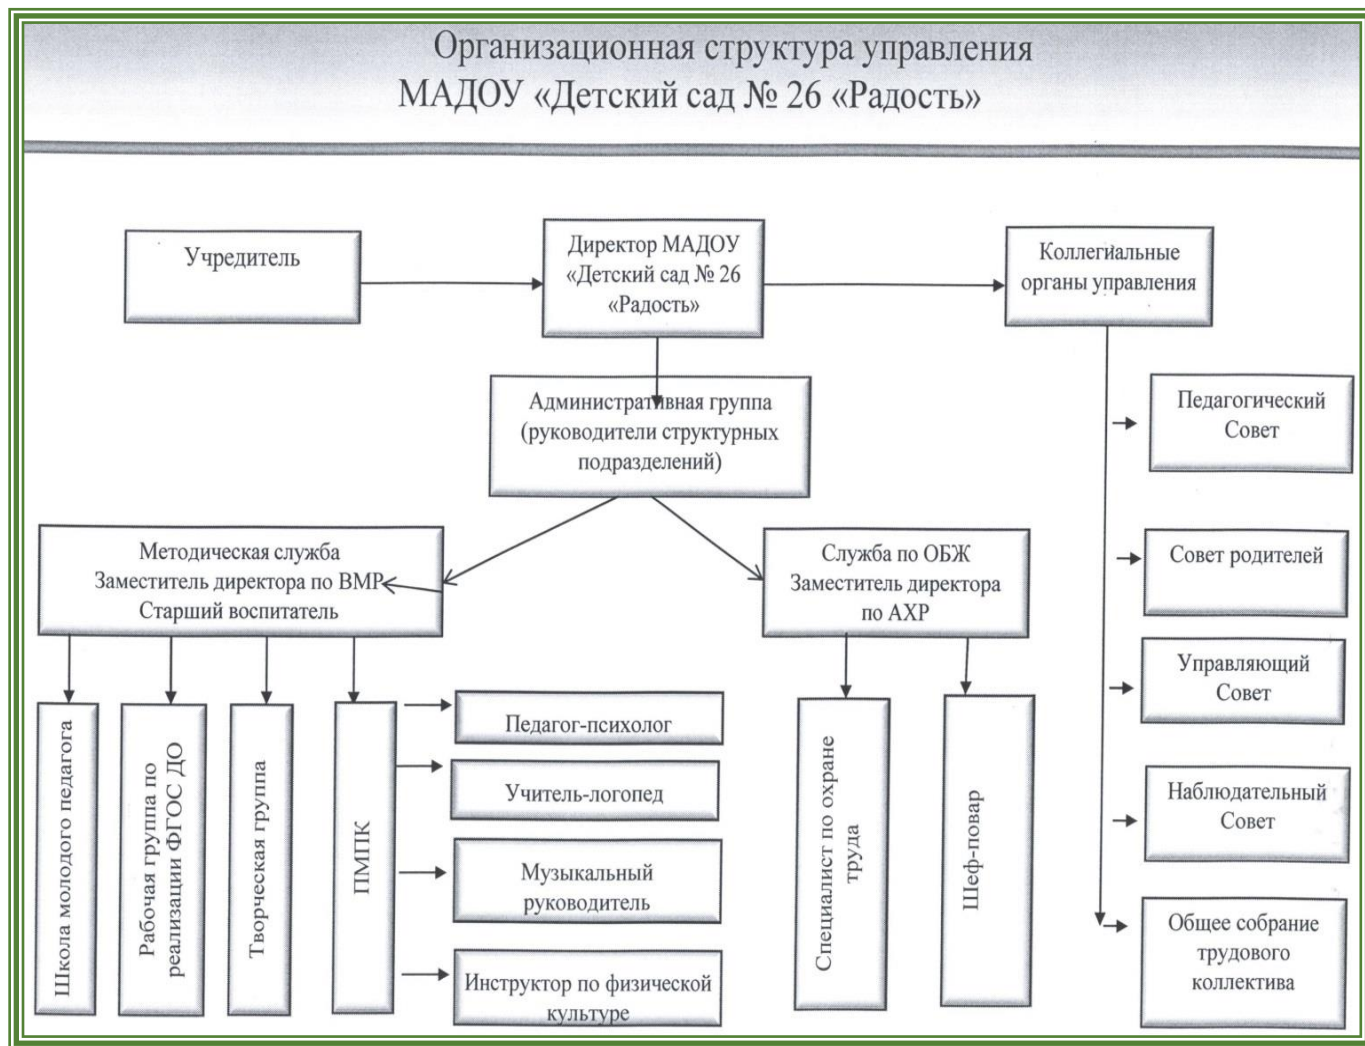 Организационная структура управления
МАДОУ «Детский сад № 26 «Радость»
Учредитель
Директор МАДОУ
«Детский сад № 26
«Радость»
Коллегиальные
органы управления
Административная группа
(руководители структурных
подразделений)
Педагогический
Совет
Совет родителей
Управляющий
Совет
Наблюдательный
Совет
Общее собрание
трудового
коллектива
Методическая служба
Заместитель директора по ВМР
Старший воспитатель
Служба по ОБЖ
Заместитель директора
по АХР
Школа молодого педагога
Рабочая группа по
реализации ФГОС ДО
Творческая группа
ПМПК
Педагог-психолог
Учитель-логопед
Музыкальный
руководитель
Инструктор по физической
культуре
Специалист по охране
труда
Шеф-повар